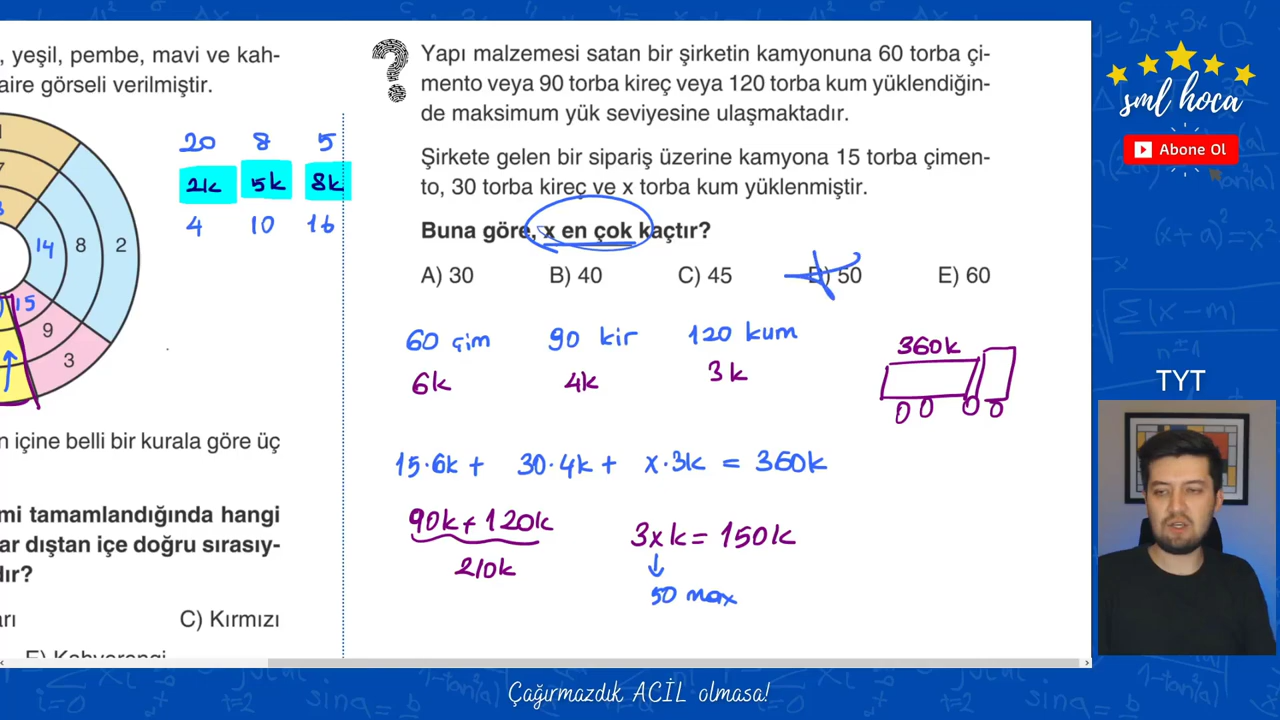 , yeşil, pembe, mavi ve kah-
aire görseli verilmiştir.
20 8 5
2k 5k 8k
4 10 16
14 8 2
15
9
3
n içine belli bir kurala göre üç
mi tamamlandığında hangi
ar dıştan içe doğru sırasıy-
dır?
arı C) Kırmızı
E) Kahverengi
?
Yapı malzemesi satan bir şirketin kamyonuna 60 torba çi-
mento veya 90 torba kireç veya 120 torba kum yüklendiğin-
de maksimum yük seviyesine ulaşmaktadır.
Şirkete gelen bir sipariş üzerine kamyona 15 torba çimen-
to, 30 torba kireç ve x torba kum yüklenmiştir.
Buna göre, x en çok kaçtır?
A) 30 B) 40 C) 45 D) 50 E) 60
60 çim 90 kir 120 kum
6k 4k 3k
360k
15·6k + 30·4k + x·3k = 360k
90k + 120k
210k
3xk = 150k
50 max
sml hoca
Abone Ol
TYT
Çağırmazdık ACİL olmasa!